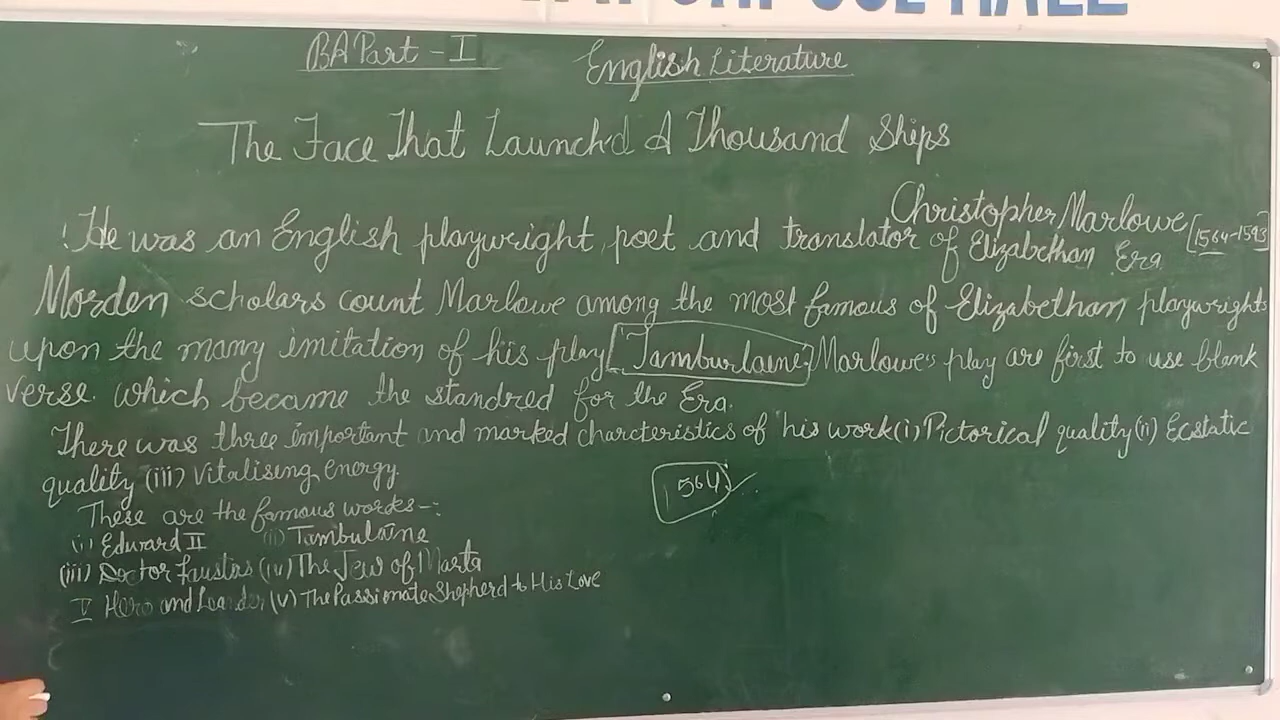 BA Part - I English Literature
The Face That Launch'd A Thousand Ships
Christopher Marlowe [1564-1593]
He was an English playwright, poet and translator of Elizabethan Era.
Morden scholars count Marlowe among the most famous of Elizabethan playwrights
upon the many imitation of his play [Tamburlaine] Marlowe's play are first to use blank
verse. which became the standred for the Era.
There was three important and marked charcteristics of his work (i) Pictorical quality (ii) Ecstatic
quality (iii) Vitalising energy
1564
These are the famous works-:
(i) Edward II (ii) Tambulaine
(iii) Doctor Faustus (iv) The Jew of Marta
V Hero and Leander (v) The Passimate Shepherd to His Love